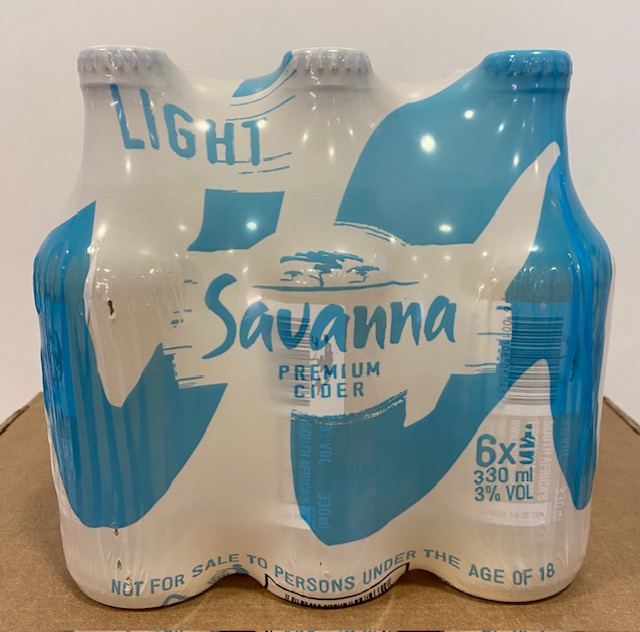 LIGHT
Savanna
PREMIUM
CIDER
6x
330 ml
3% VOL
NOT FOR SALE TO PERSONS UNDER THE AGE OF 18